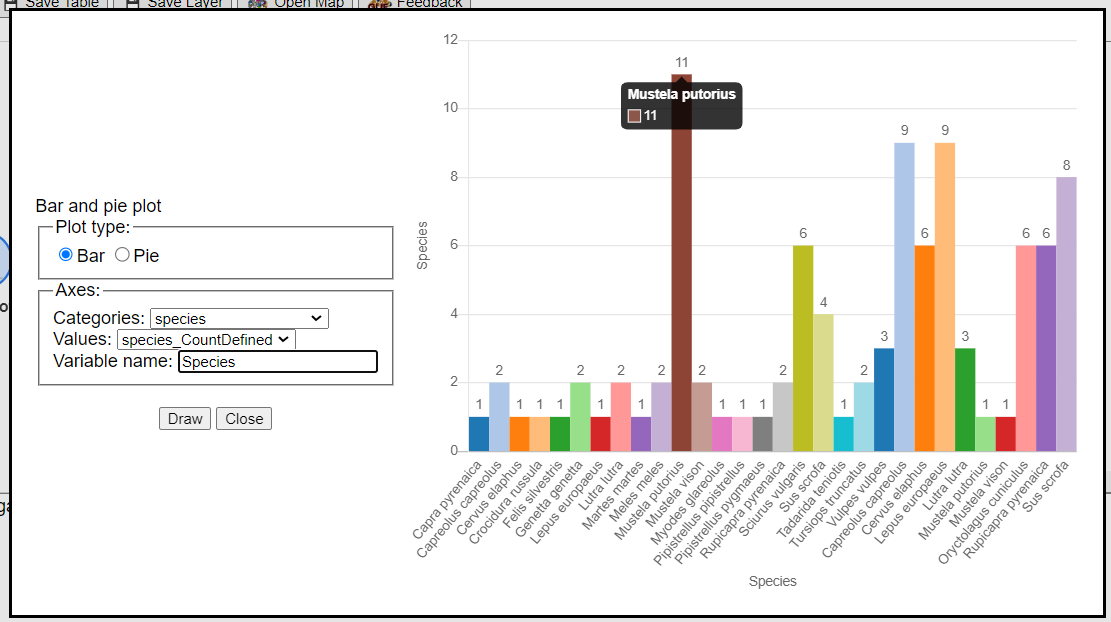 Save Table Save Layer Open Map Feedback
Bar and pie plot
Plot type:
Bar Pie
Axes:
Categories: species
Values: species_CountDefined
Variable name: Species
Draw Close
12
10
8
6
4
2
0
Species
Mustela putorius
11
1 2 1 1 1 2 1 2 1 2 11 2 1 1 1 2 6 4 1 2 3 9 6 9 3 1 1 6 6 8
Capra pyrenaica
Capreolus capreolus
Cervus elaphus
Crocidura russula
Felis silvestris
Genetta genetta
Lepus europaeus
Lutra lutra
Martes martes
Meles meles
Mustela putorius
Mustela vison
Myodes glareolus
Pipistrellus pipistrellus
Pipistrellus pygmaeus
Rupicapra pyrenaica
Sciurus vulgaris
Sus scrofa
Tadarida teniotis
Tursiops truncatus
Vulpes vulpes
Capreolus capreolus
Cervus elaphus
Lepus europaeus
Lutra lutra
Mustela putorius
Mustela vison
Oryctolagus cuniculus
Rupicapra pyrenaica
Sus scrofa
Species